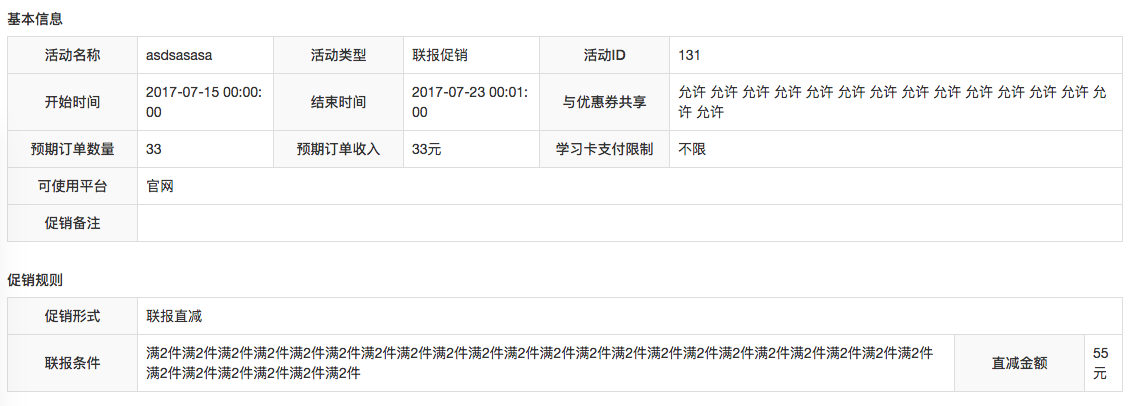 基本信息
活动名称 asdsasasa 活动类型 联报促销 活动ID 131
开始时间 2017-07-15 00:00:
00 结束时间 2017-07-23 00:01:
00 与优惠券共享 允许 允许 允许 允许 允许 允许 允许 允许 允许 允许 允许 允许 允许 允
许 允许
预期订单数量 33 预期订单收入 33元 学习卡支付限制 不限
可使用平台 官网
促销备注
促销规则
促销形式 联报直减
联报条件 满2件满2件满2件满2件满2件满2件满2件满2件满2件满2件满2件满2件满2件满2件满2件满2件满2件满2件满2件满2件满2件满2件
满2件满2件满2件满2件满2件满2件 直减金额 55
元